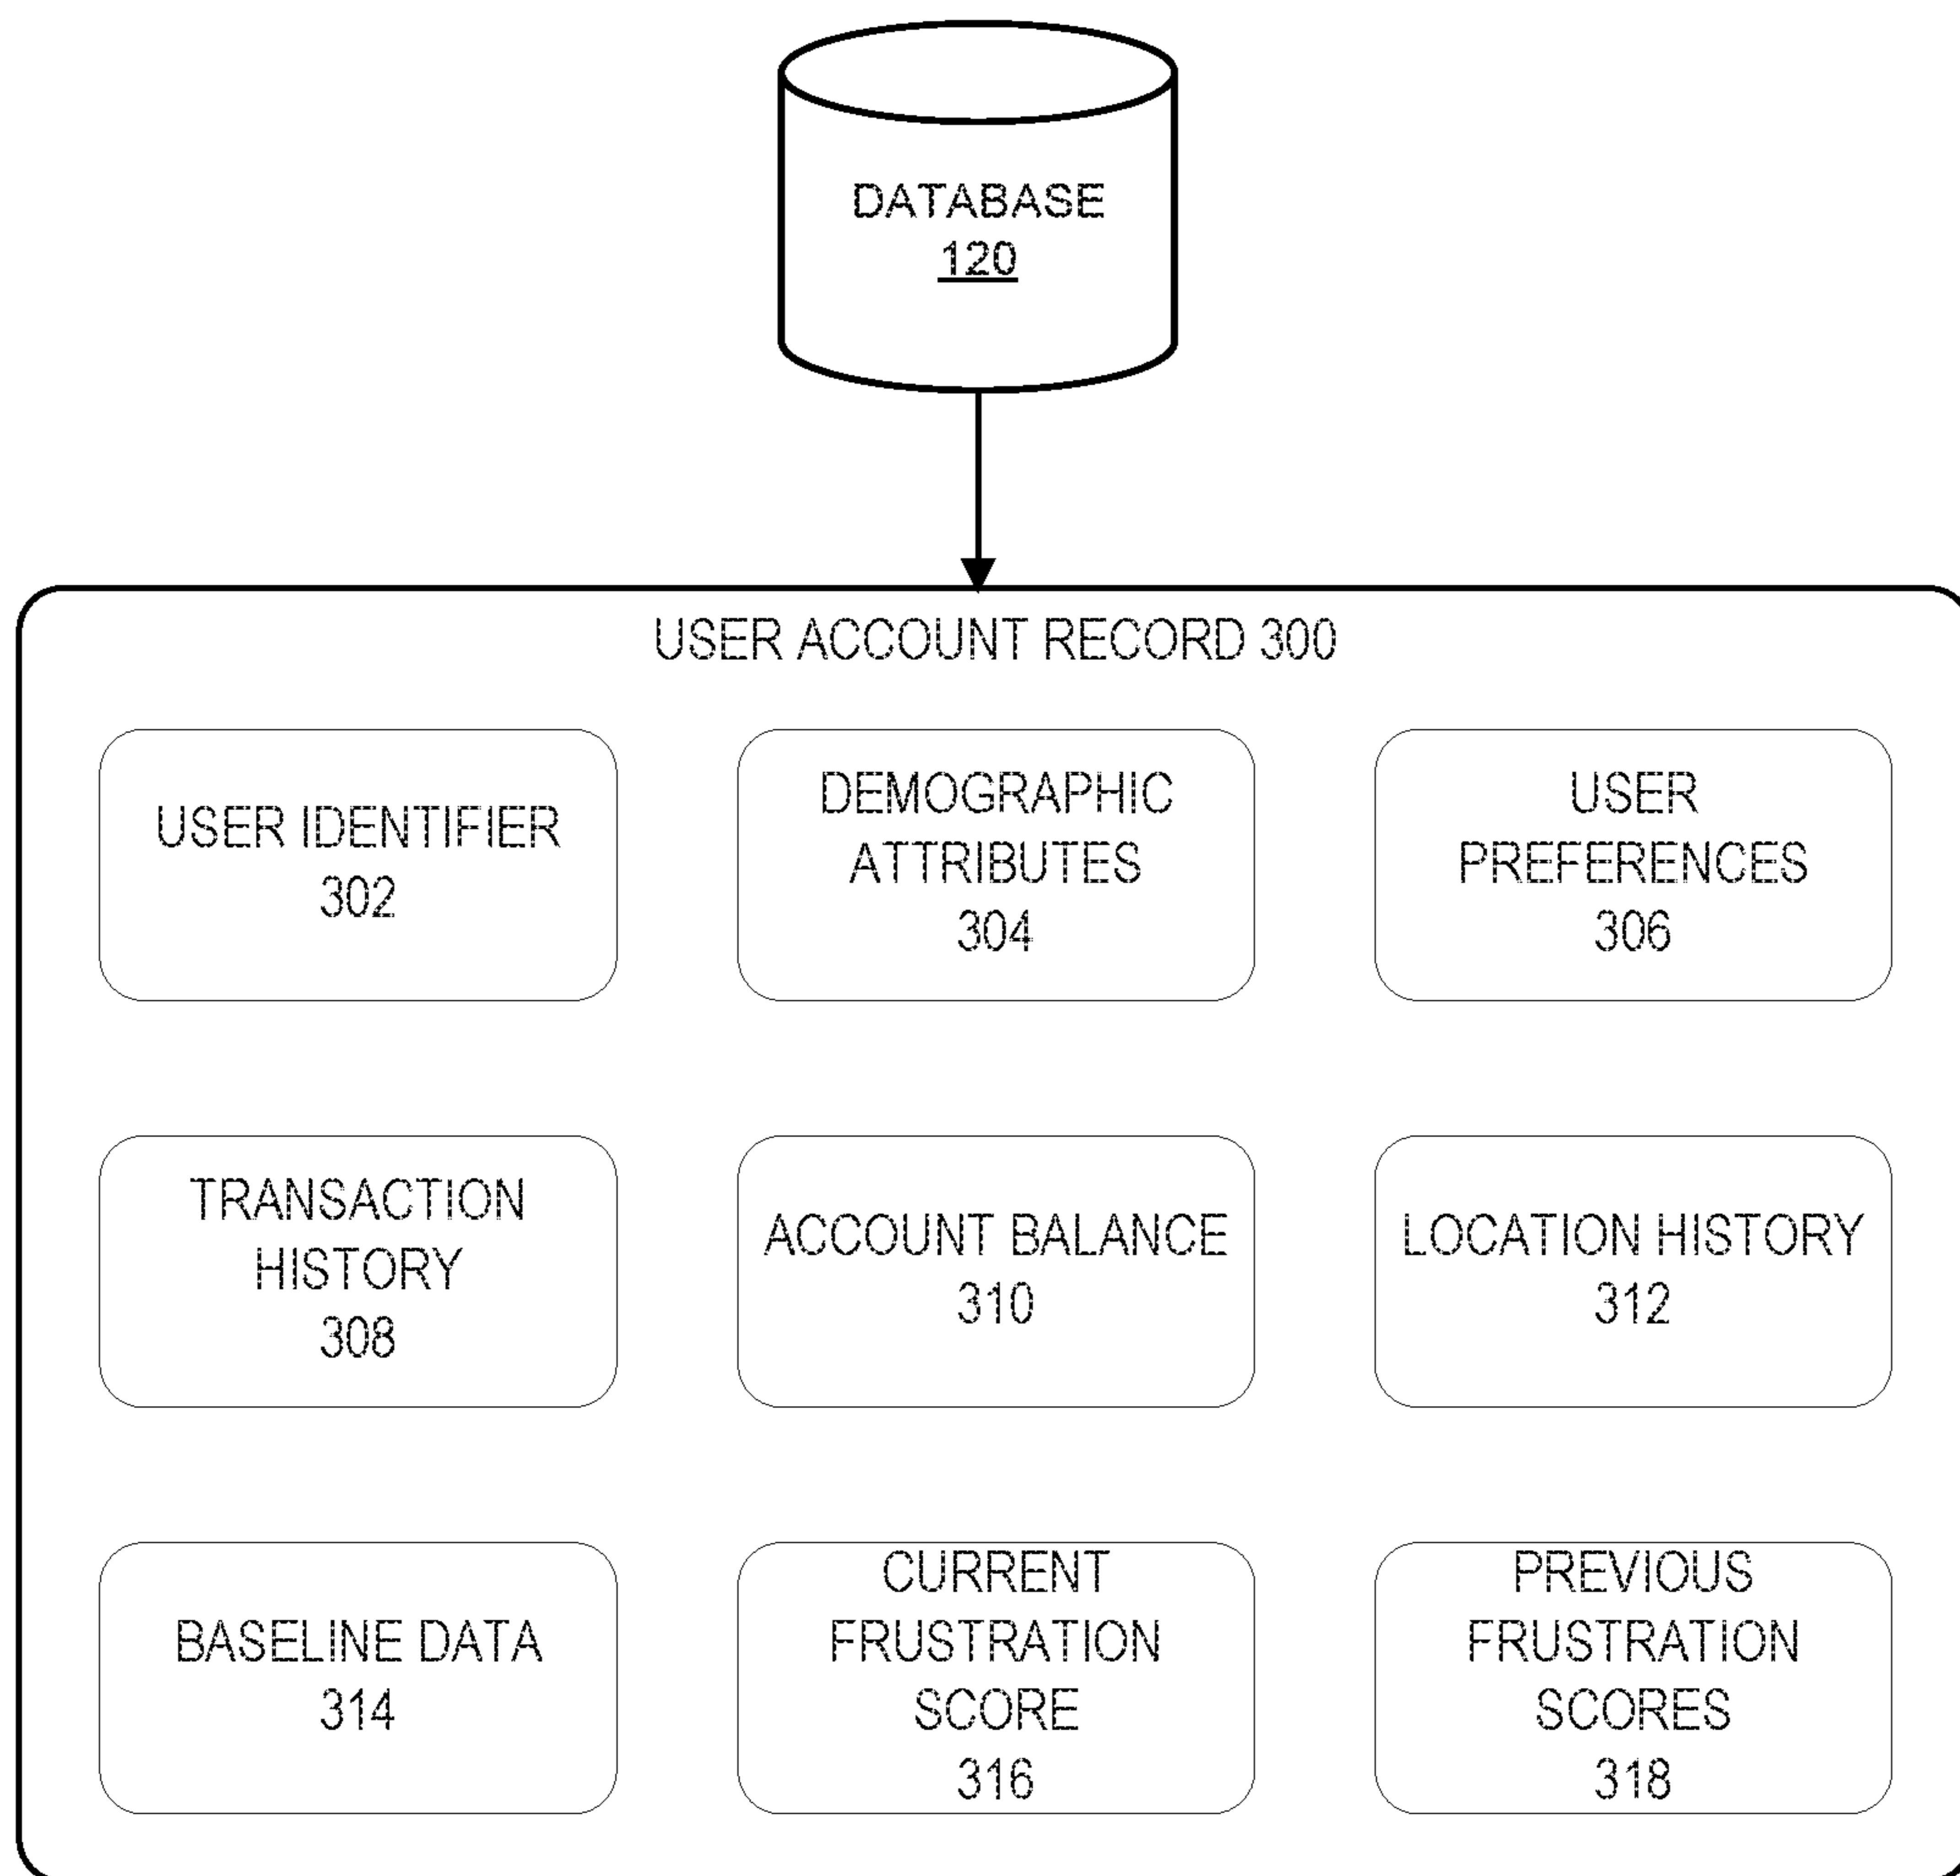 DATABASE
120
USER ACCOUNT RECORD 300
USER IDENTIFIER
302
DEMOGRAPHIC
ATTRIBUTES
304
USER
PREFERENCES
306
TRANSACTION
HISTORY
308
ACCOUNT BALANCE
310
LOCATION HISTORY
312
BASELINE DATA
314
CURRENT
FRUSTRATION
SCORE
316
PREVIOUS
FRUSTRATION
SCORES
318